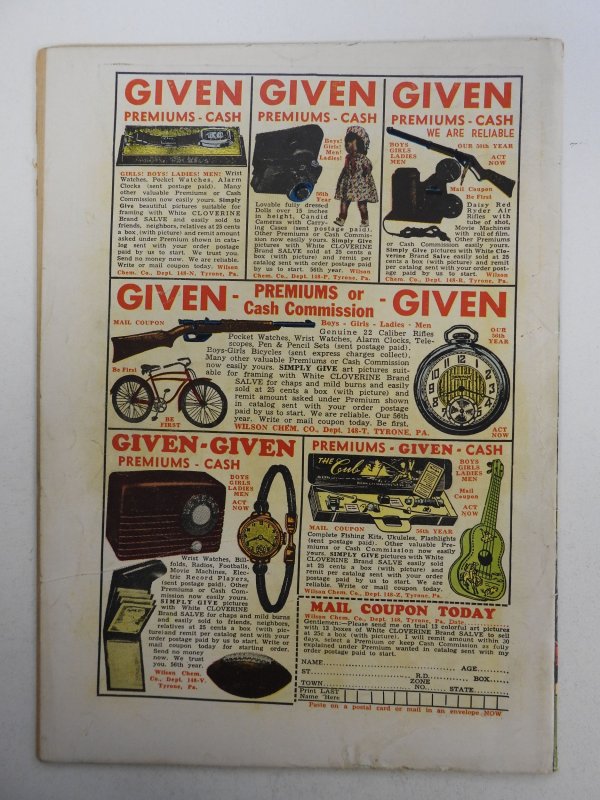 GIVEN
PREMIUMS - CASH
GIRLS! BOYS! LADIES! MEN! Wrist
Watches, Pocket Watches, Alarm
Clocks (sent postage paid). Many
other valuable Premiums or Cash
Commission now easily yours. Simply
Give beautiful pictures suitable for
framing with White CLOVERINE
Brand SALVE and easily sold to
friends, neighbors, relatives at 25 cents
a box (with picture) and remit amount
asked under Premium shown in cata-
log sent with your order postage
paid by us to start. We trust you.
Send no money now. We are reliable.
Write or mail coupon today. Wilson
Chem. Co., Dept. 148-N, Tyrone, Pa.
GIVEN
PREMIUMS - CASH
Boys!
Girls!
Men!
Ladies!
56th
Year
Lovable fully dressed
Dolls over 15 inches
in height, Candid
Cameras with Carry-
ing Cases (sent postage paid).
Other Premiums or Cash Commis-
sion now easily yours. Simply Give
pictures with White CLOVERINE
Brand SALVE easily sold at 25 cents
a box (with picture) and remit per
catalog sent with order postage paid
by us to start. 56th year. Wilson
Chem. Co., Dept. 148-P, Tyrone, Pa.
GIVEN
PREMIUMS - CASH
WE ARE RELIABLE
BOYS
GIRLS
LADIES
MEN
OUR 56th YEAR
ACT
NOW
Mail Coupon
Be First
Daisy Red
Ryder Air
Rifles with
tube of shot,
Movie Machines
with roll of film.
Other Premiums
or Cash Commission easily yours.
Simply Give pictures with White Clo-
verine Brand Salve easily sold at 25
cents a box (with picture) and remit
per catalog sent with your order post-
age paid by us to start. Wilson
Chem. Co., Dept. 148-R, Tyrone, Pa.
GIVEN - PREMIUMS or Cash Commission - GIVEN
MAIL COUPON
Boys - Girls - Ladies - Men
OUR
56th
YEAR
Be First
BE
FIRST
Genuine 22 Caliber Rifles
Pocket Watches, Wrist Watches, Alarm Clocks, Tele-
scopes, Pen & Pencil Sets (sent postage paid).
Boys-Girls Bicycles (sent express charges collect),
Many other valuable Premiums or Cash Commission
now easily yours. SIMPLY GIVE art pictures suit-
able for framing with White CLOVERINE Brand
SALVE for chaps and mild burns and easily
sold at 25 cents a box (with picture) and
remit amount asked under Premium shown
in catalog sent with your order postage
paid by us to start. We are reliable. Our 56th
year. Write or mail coupon today. Be first.
WILSON CHEM. CO., Dept. 148-T, TYRONE, PA.
ACT
NOW
GIVEN-GIVEN
PREMIUMS - CASH
BOYS
GIRLS
LADIES
MEN
ACT
NOW
Wrist Watches, Bill-
folds, Radios, Footballs,
Movie Machines, Elec-
tric Record Players,
(sent postage paid). Other
Premiums or Cash Com-
mission now easily yours.
SIMPLY GIVE pictures
with White CLOVERINE
Brand SALVE for chaps and mild burns
and easily sold to friends, neighbors,
relatives at 25 cents a box (with pic-
ture) and remit per catalog sent with your
order postage paid by us to start. Write or
mail coupon today for starting order.
Send no money
now. We trust
you. 56th year.
Wilson Chem.
Co., Dept. 148-V,
Tyrone, Pa.
PREMIUMS - GIVEN - CASH
THE Cub
BOYS
GIRLS
LADIES
MEN
Mail
Coupon
ACT
NOW
MAIL COUPON
56th YEAR
Complete Fishing Kits, Ukuleles, Flashlights
(sent postage paid). Other valuable Pre-
miums or Cash Commission now easily
yours. SIMPLY GIVE pictures with White
CLOVERINE Brand SALVE easily sold
at 25 cents a box (with picture) and
remit per catalog sent with your order
postage paid by us to start. We are
reliable. Write or mail coupon today.
Wilson Chem. Co., Dept. 148-Z, Tyrone, Pa.
MAIL COUPON TODAY
Wilson Chem. Co., Dept. 148, Tyrone, Pa. Date
Gentlemen:—Please send me on trial 13 colorful art pictures
with 13 boxes of White CLOVERINE Brand SALVE to sell
at 25c a box (with picture). I will remit amount within 30
days, select a Premium or keep Cash Commission as fully
explained under Premium wanted in catalog sent with my
order postage paid to start.
NAME AGE
ST. R.D. BOX
TOWN ZONE NO. STATE
Print LAST
Name Here
Paste on a postal card or mail in an envelope NOW